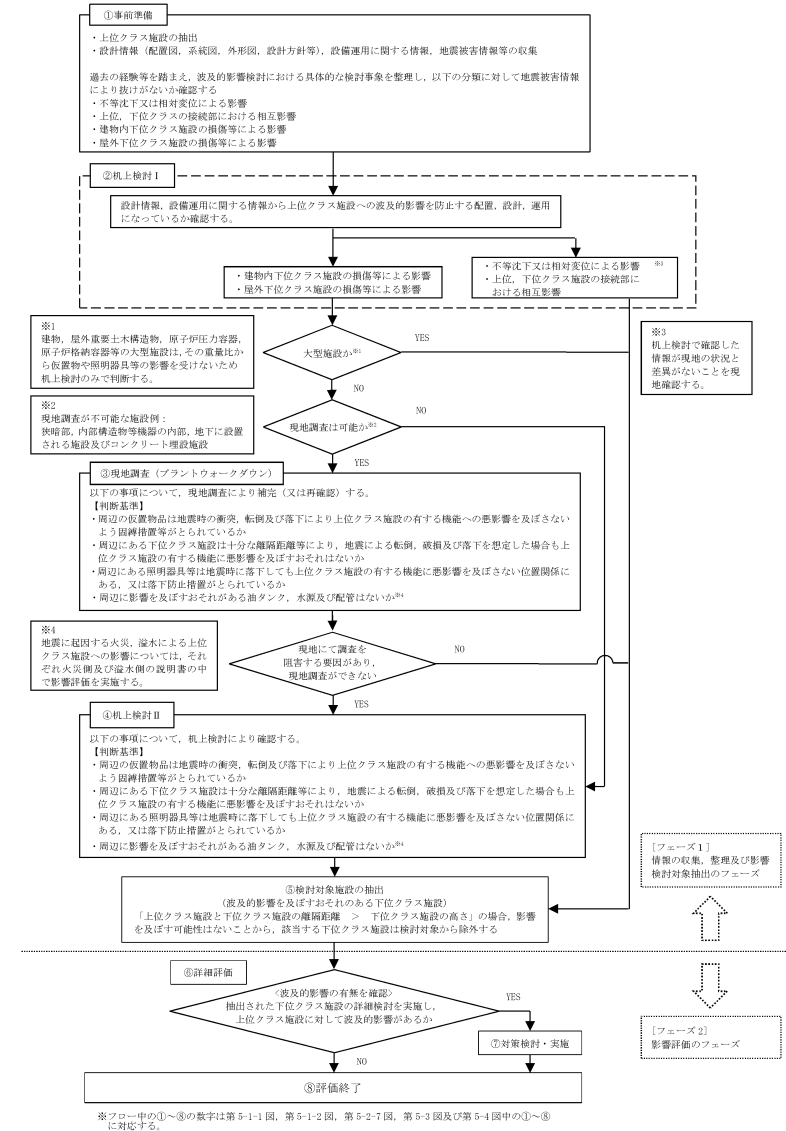 ①事前準備
・上位クラス施設の抽出
・設計情報（配置図，系統図，外形図，設計方針等），設備運用に関する情報，地震被害情報等の収集
過去の経験等を踏まえ，波及的影響検討における具体的な検討事象を整理し，以下の分類に対して地震被害情報
により抜けがないか確認する
・不等沈下又は相対変位による影響
・上位，下位クラスの接続部における相互影響
・建物内下位クラス施設の損傷等による影響
・屋外下位クラス施設の損傷等による影響
②机上検討Ⅰ
設計情報，設備運用に関する情報から上位クラス施設への波及的影響を防止する配置，設計，運用
になっているか確認する。
・建物内下位クラス施設の損傷等による影響
・屋外下位クラス施設の損傷等による影響
・不等沈下又は相対変位による影響 ※3
・上位，下位クラス施設の接続部に
おける相互影響
※1
建物，屋外重要土木構造物，原子炉圧力容器，
原子炉格納容器等の大型施設は，その重量比か
ら仮置物や照明器具等の影響を受けないため
机上検討のみで判断する。
大型施設か※1
YES
NO
※3
机上検討で確認した
情報が現地の状況と
差異がないことを現
地確認する。
※2
現地調査が不可能な施設例：
狭暗部，内部構造物等機器の内部，地下に設置
される施設及びコンクリート埋設施設
現地調査は可能か※2
NO
YES
③現地調査（プラントウォークダウン）
以下の事項について，現地調査により補完（又は再確認）する。
【判断基準】
・周辺の仮置物品は地震時の衝突，転倒及び落下により上位クラス施設の有する機能への悪影響を及ぼさない
よう固縛措置等がとられているか
・周辺にある下位クラス施設は十分な離隔距離等により，地震による転倒，破損及び落下を想定した場合も上
位クラス施設の有する機能に悪影響を及ぼすおそれはないか
・周辺にある照明器具等は地震時に落下しても上位クラス施設の有する機能に悪影響を及ぼさない位置関係に
ある，又は落下防止措置がとられているか
・周辺に影響を及ぼすおそれがある油タンク，水源及び配管はないか※4
※4
地震に起因する火災，溢水による上位
クラス施設への影響については，それ
ぞれ火災側及び溢水側の説明書の中
で影響評価を実施する。
現地にて調査を
阻害する要因があり，
現地調査ができない
NO
YES
④机上検討Ⅱ
以下の事項について，机上検討により確認する。
【判断基準】
・周辺の仮置物品は地震時の衝突，転倒及び落下により上位クラス施設の有する機能への悪影響を及ぼさない
よう固縛措置等がとられているか
・周辺にある下位クラス施設は十分な離隔距離等により，地震による転倒，破損及び落下を想定した場合も上
位クラス施設の有する機能に悪影響を及ぼすおそれはないか
・周辺にある照明器具等は地震時に落下しても上位クラス施設の有する機能に悪影響を及ぼさない位置関係に
ある，又は落下防止措置がとられているか
・周辺に影響を及ぼすおそれがある油タンク，水源及び配管はないか※4
［フェーズ１］
情報の収集，整理及び影響
検討対象抽出のフェーズ
⑤検討対象施設の抽出
（波及的影響を及ぼすおそれのある下位クラス施設）
「上位クラス施設と下位クラス施設の離隔距離 ＞ 下位クラス施設の高さ」の場合，影響
を及ぼす可能性はないことから，該当する下位クラス施設は検討対象から除外する
⑥詳細評価
<波及的影響の有無を確認>
抽出された下位クラス施設の詳細検討を実施し，
上位クラス施設に対して波及的影響があるか
YES
NO
［フェーズ２］
影響評価のフェーズ
⑦対策検討・実施
⑧評価終了
※フロー中の①～⑧の数字は第 5-1-1 図，第 5-1-2 図，第 5-2-7 図，第 5-3 図及び第 5-4 図中の①～⑧
に対応する。